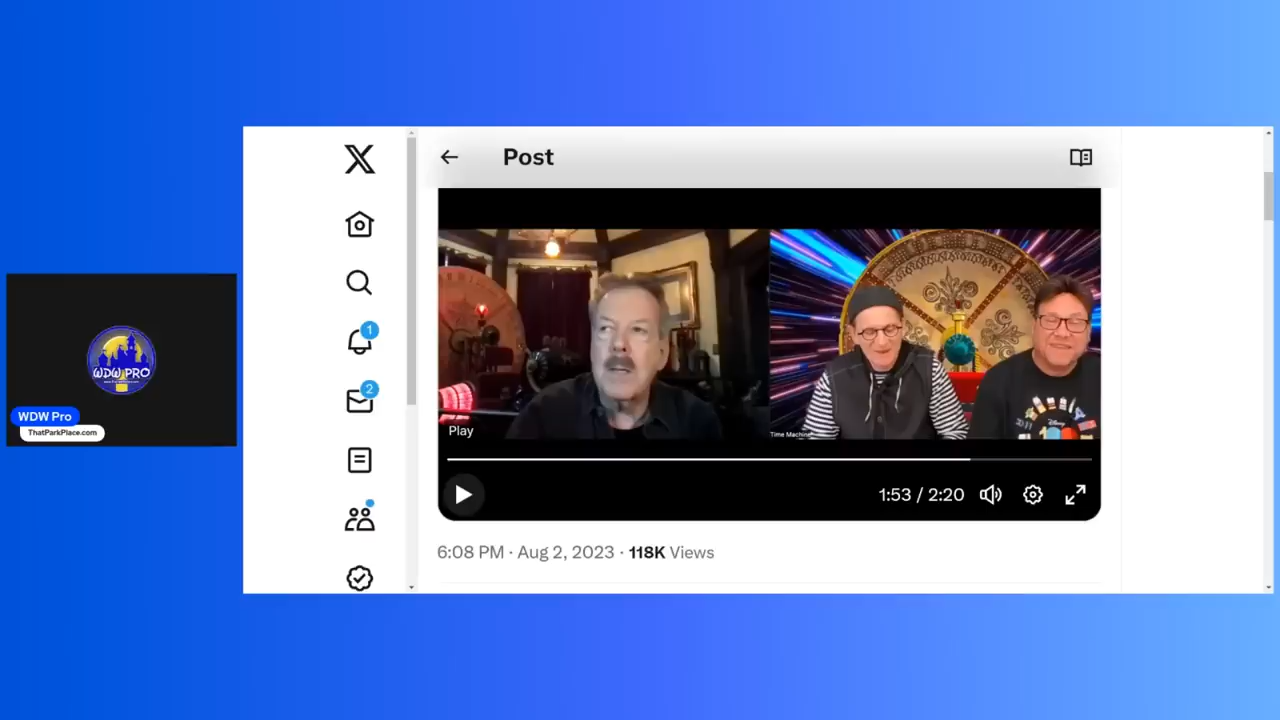 Post
Play
Time Machine
1:53 / 2:20
6:08 PM · Aug 2, 2023 · 118K Views
1
2
WDW PRO
WDW Pro
ThatParkPlace.com